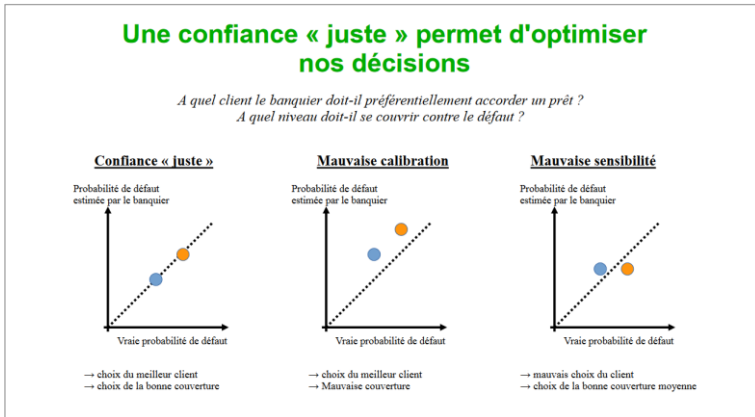 Une confiance « juste » permet d'optimiser
nos décisions
A quel client le banquier doit-il préférentiellement accorder un prêt ?
A quel niveau doit-il se couvrir contre le défaut ?
Confiance « juste »
Probabilité de défaut
estimée par le banquier
Vraie probabilité de défaut
→ choix du meilleur client
→ choix de la bonne couverture
Mauvaise calibration
Probabilité de défaut
estimée par le banquier
Vraie probabilité de défaut
→ choix du meilleur client
→ Mauvaise couverture
Mauvaise sensibilité
Probabilité de défaut
estimée par le banquier
Vraie probabilité de défaut
→ mauvais choix du client
→ choix de la bonne couverture moyenne